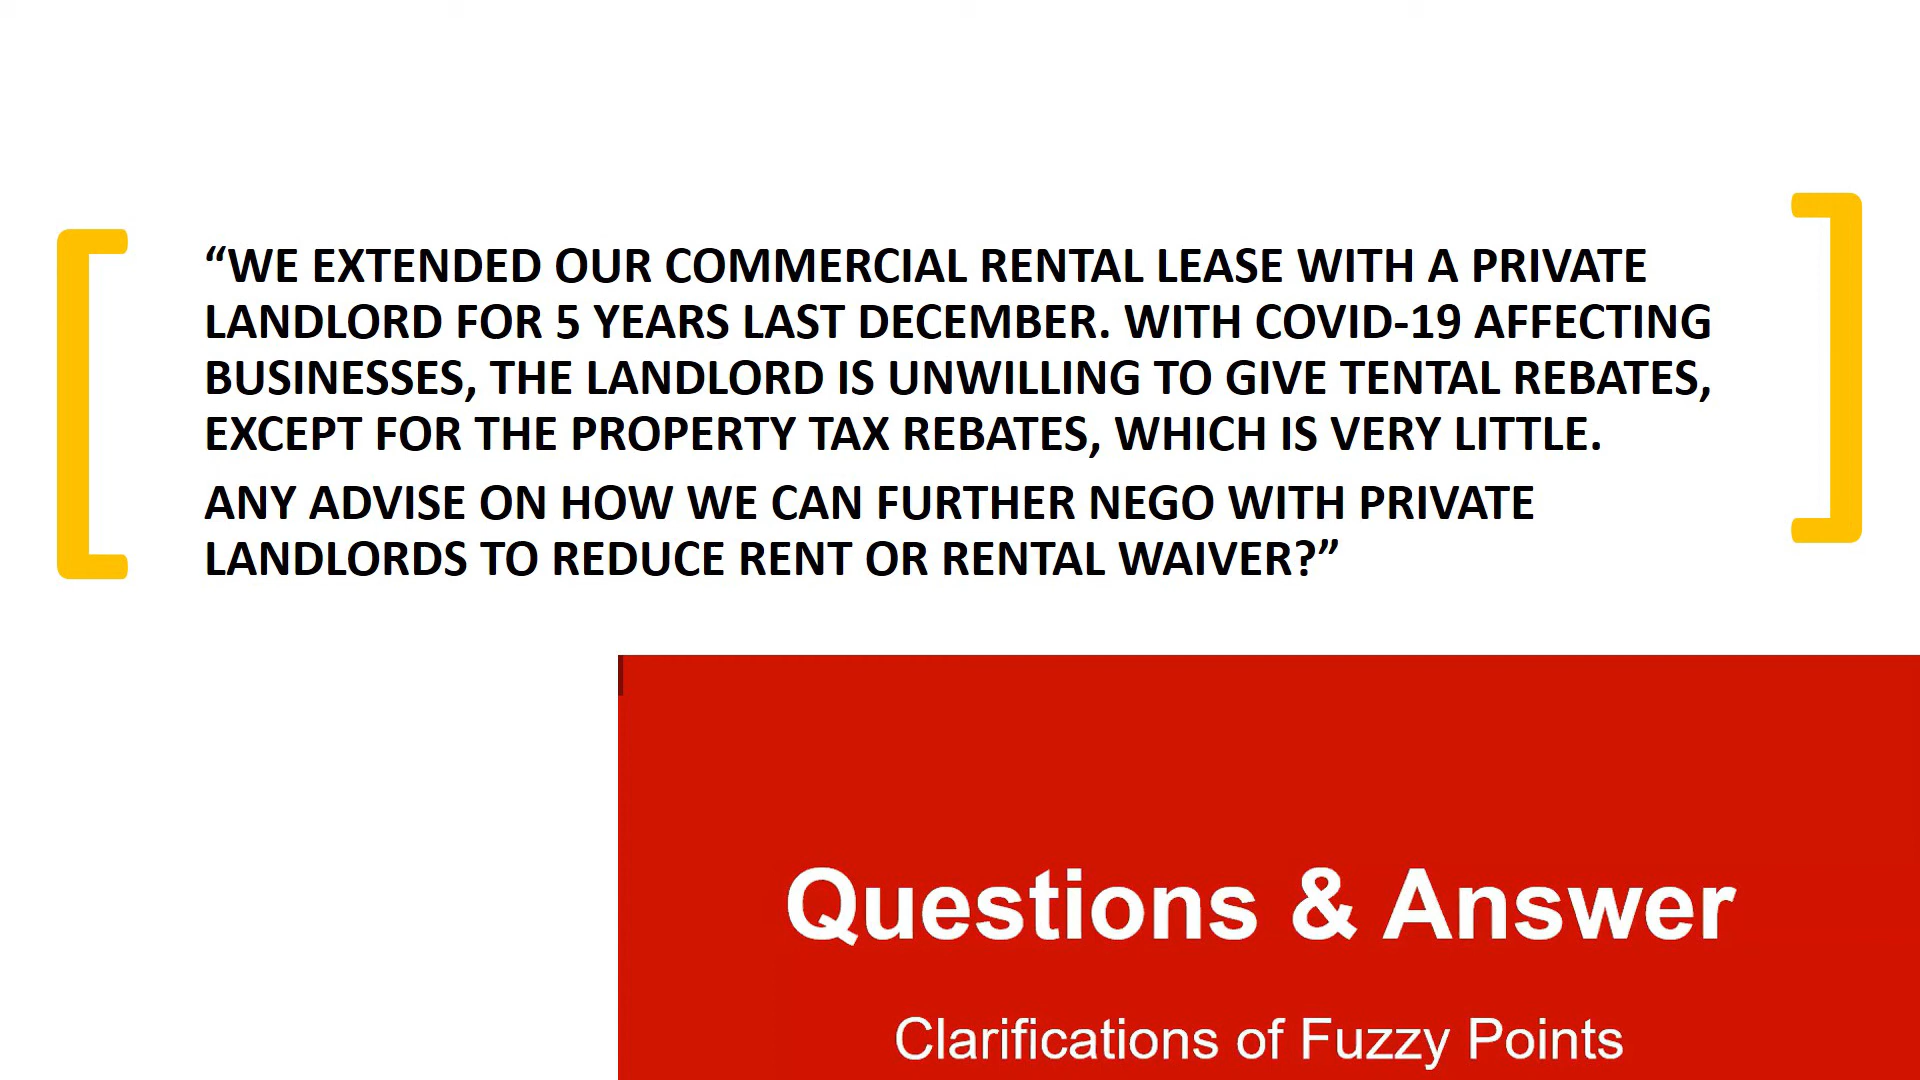 “WE EXTENDED OUR COMMERCIAL RENTAL LEASE WITH A PRIVATE
LANDLORD FOR 5 YEARS LAST DECEMBER. WITH COVID-19 AFFECTING
BUSINESSES, THE LANDLORD IS UNWILLING TO GIVE TENTAL REBATES,
EXCEPT FOR THE PROPERTY TAX REBATES, WHICH IS VERY LITTLE.
ANY ADVISE ON HOW WE CAN FURTHER NEGO WITH PRIVATE
LANDLORDS TO REDUCE RENT OR RENTAL WAIVER?”
Questions & Answer
Clarifications of Fuzzy Points